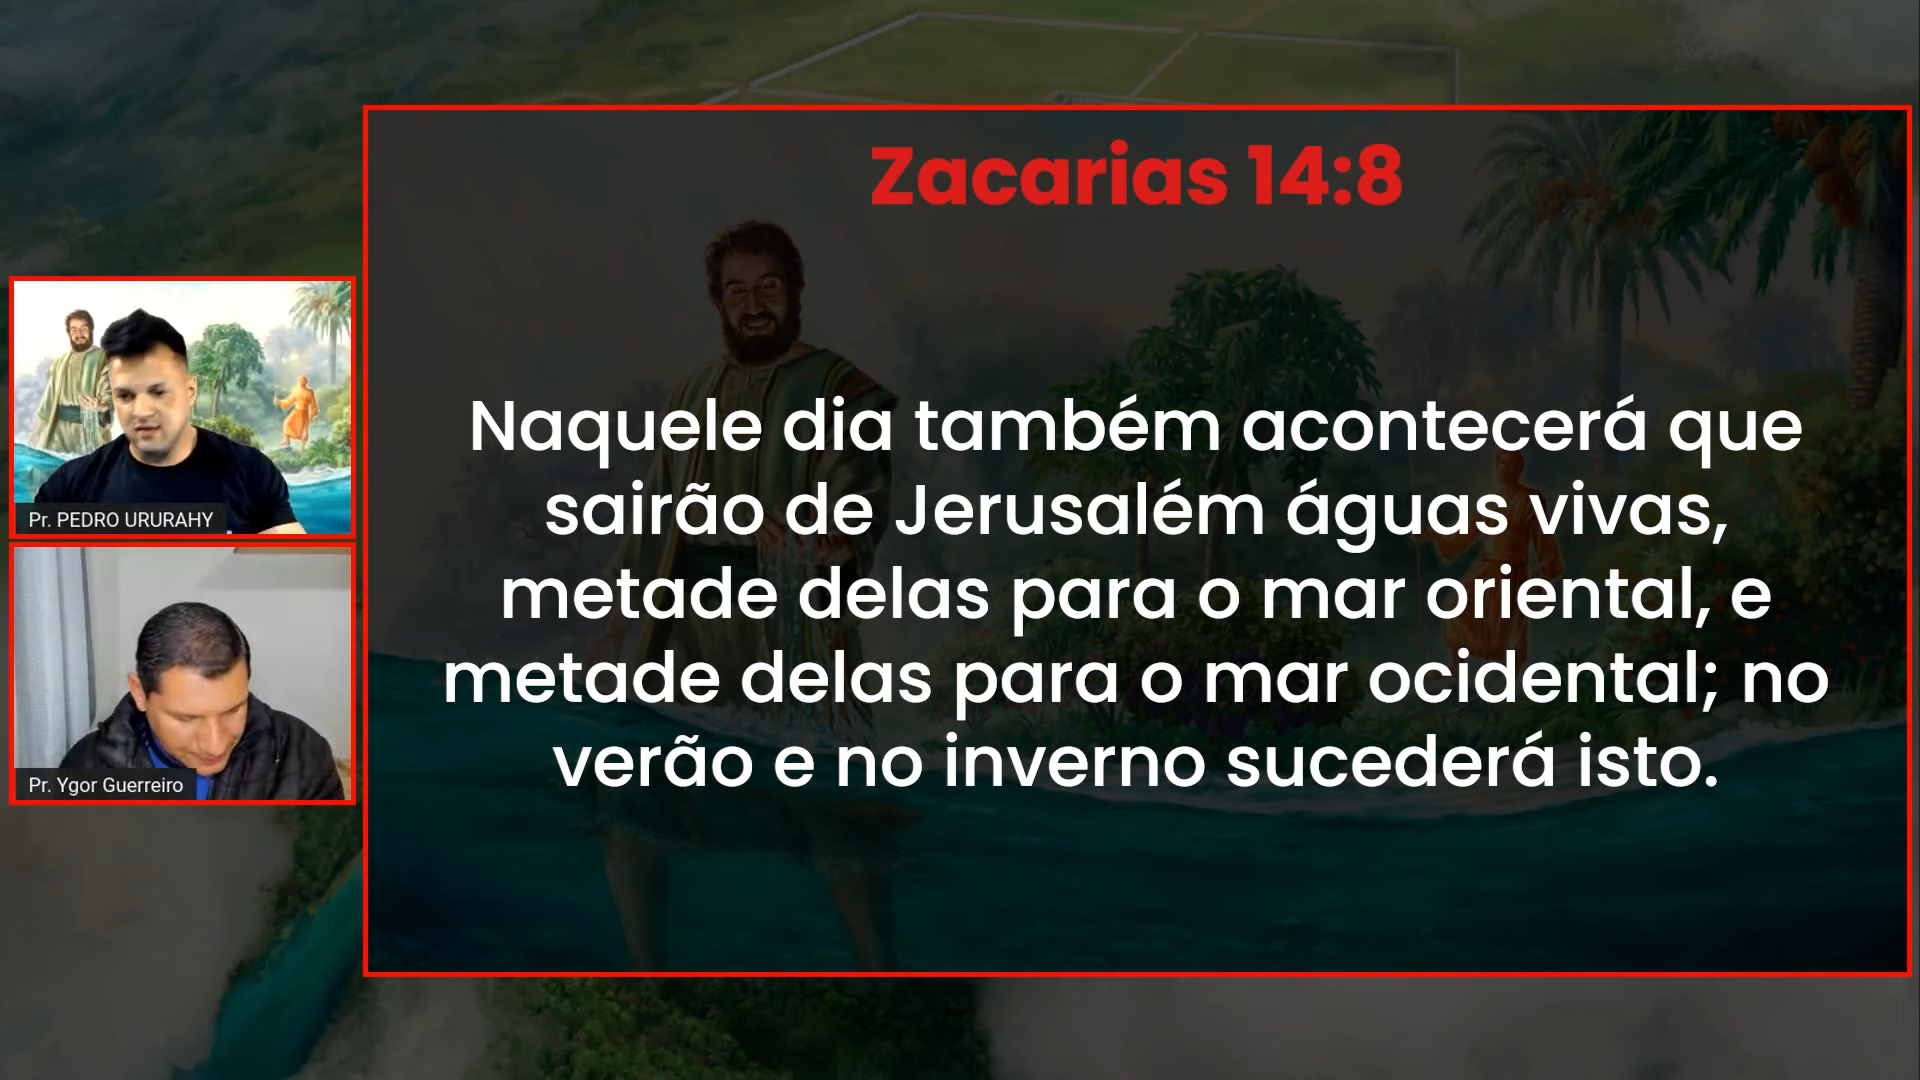 Zacarias 14:8
Naquele dia também acontecerá que
sairão de Jerusalém águas vivas,
metade delas para o mar oriental, e
metade delas para o mar ocidental; no
verão e no inverno sucederá isto.
Pr. PEDRO URURAHY
Pr. Ygor Guerreiro